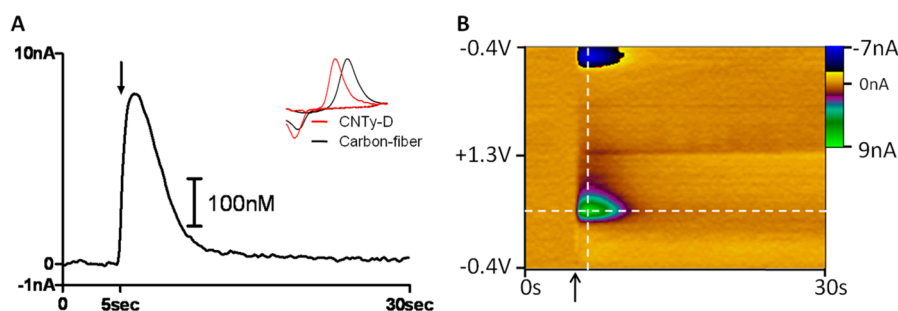 A
10nA
0
-1nA
0
5sec
30sec
100nM
CNTy-D
Carbon-fiber
B
-0.4V
+1.3V
-0.4V
0s
30s
-7nA
0nA
9nA